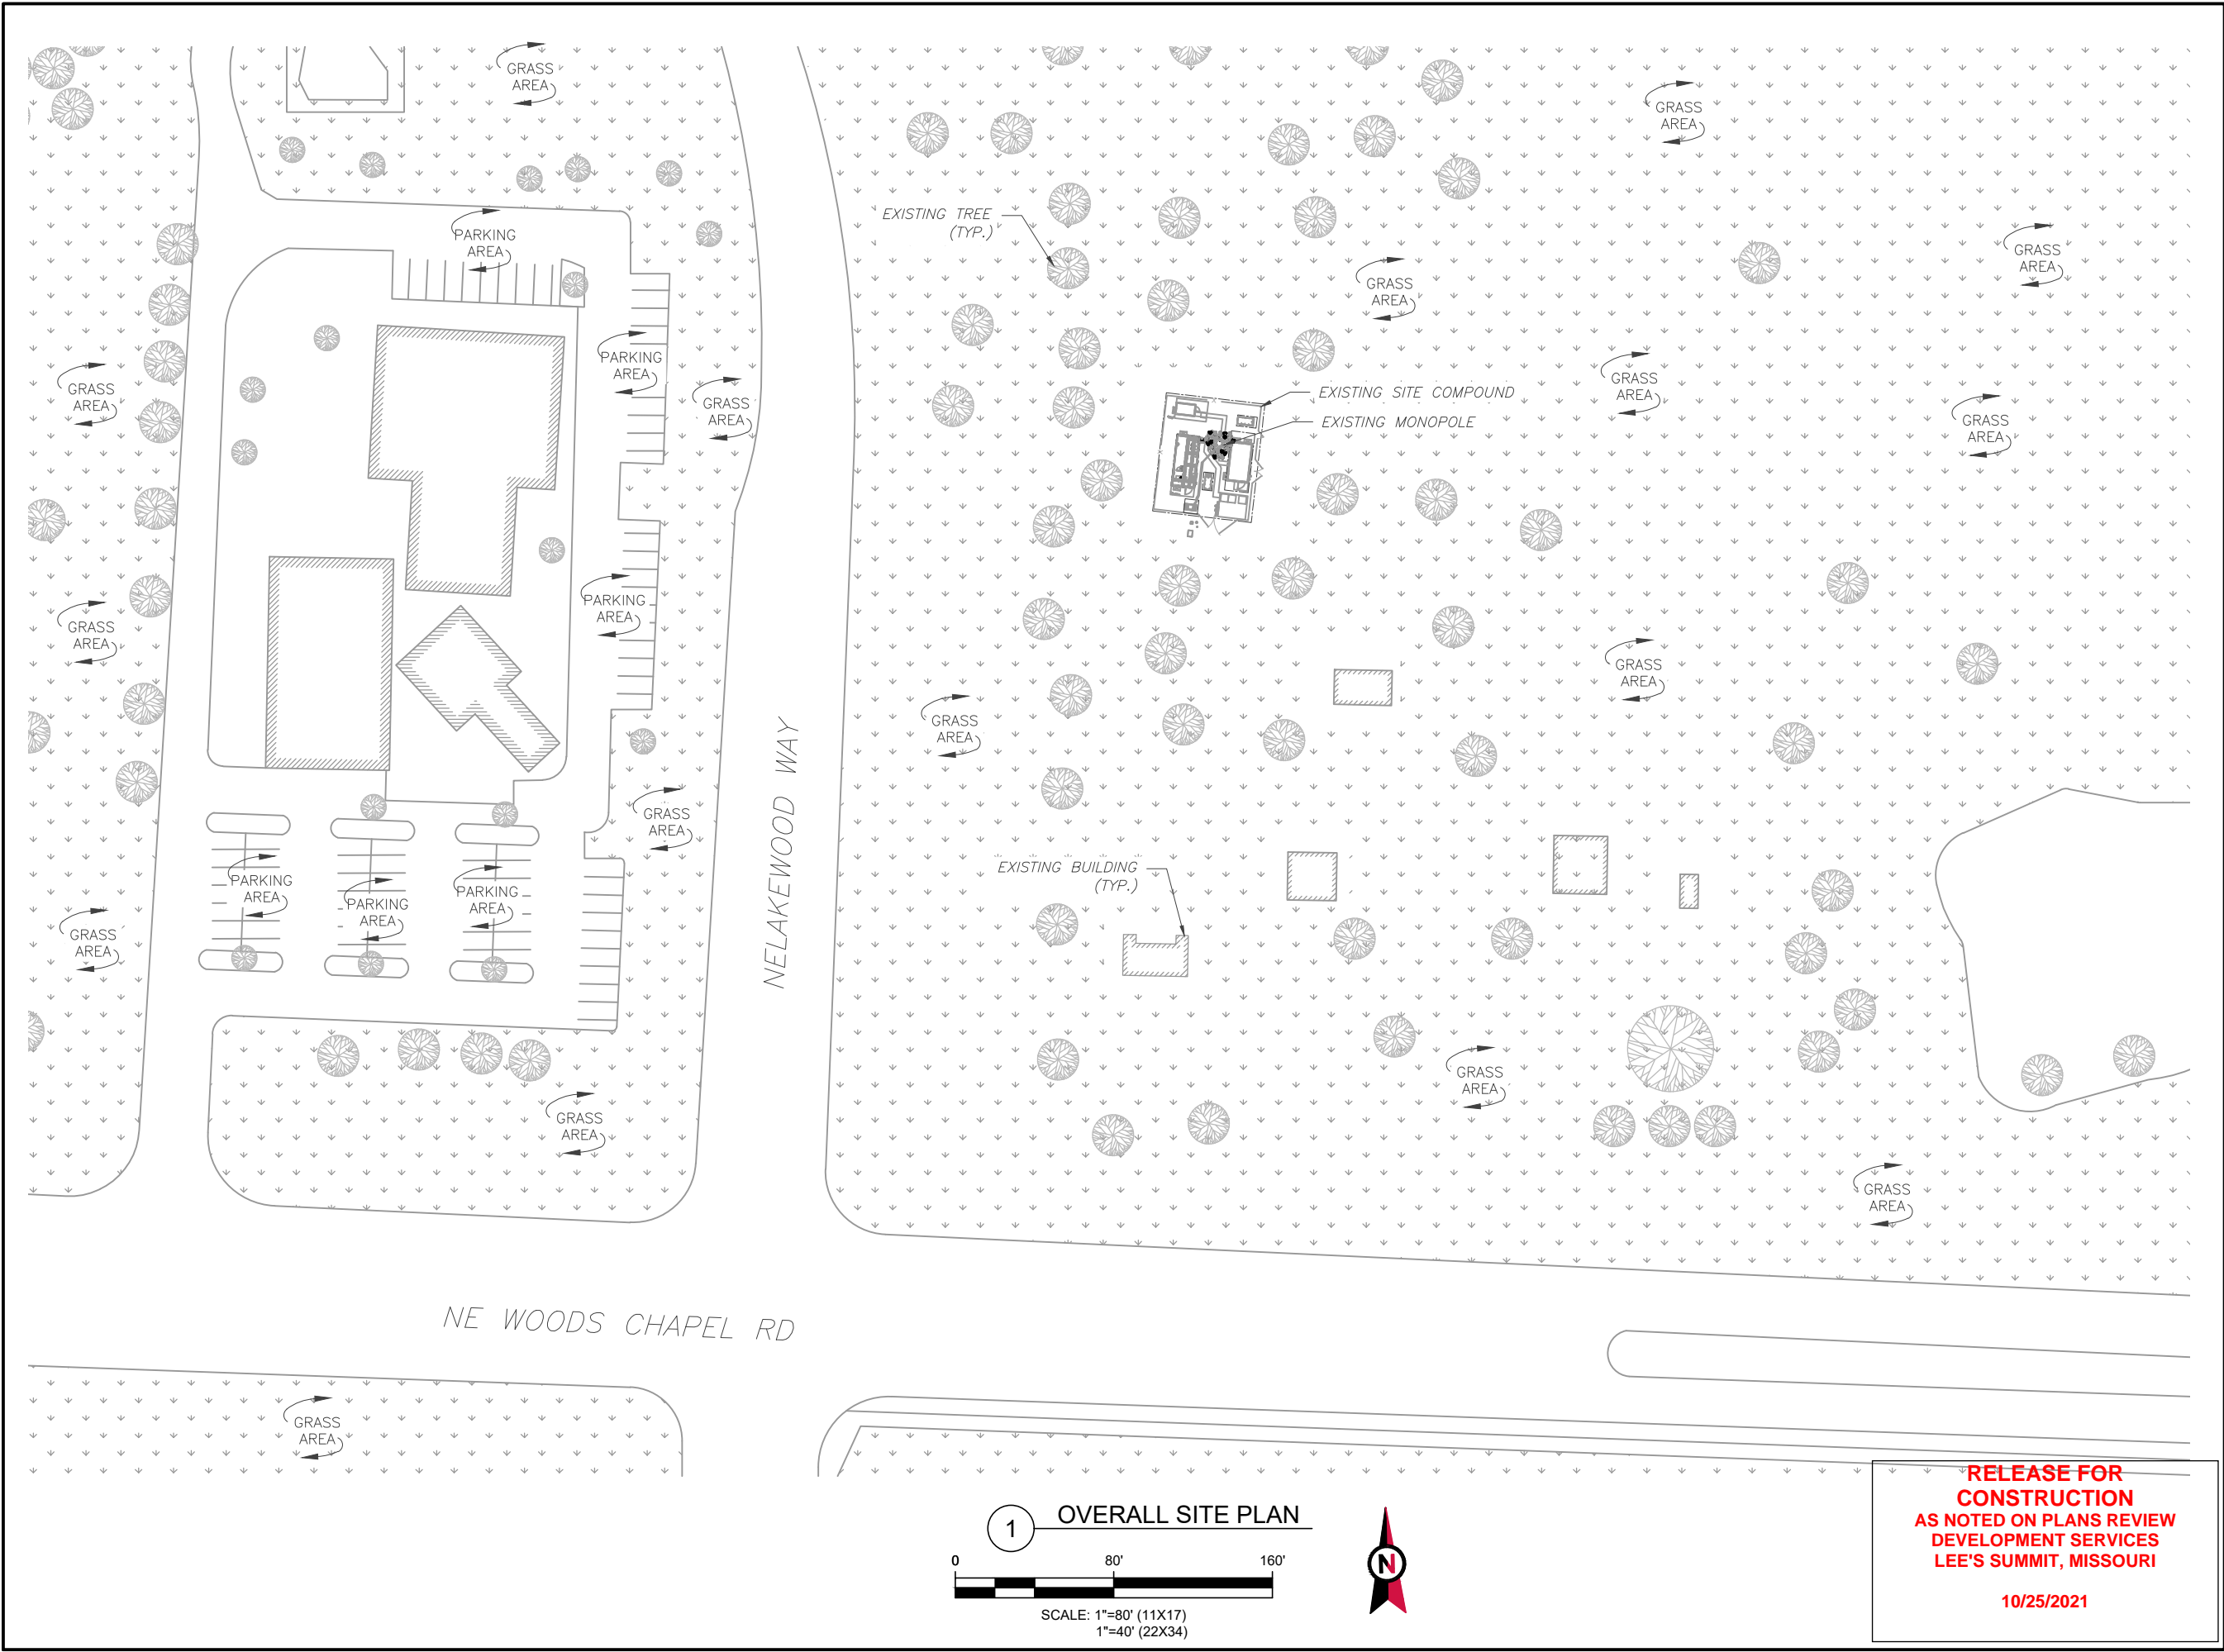 GRASS
AREA
GRASS
AREA
EXISTING TREE
(TYP.)
PARKING
AREA
GRASS
AREA
GRASS
AREA
PARKING
AREA
GRASS
AREA
GRASS
AREA
GRASS
AREA
EXISTING SITE COMPOUND
EXISTING MONOPOLE
GRASS
AREA
PARKING
AREA
GRASS
AREA
GRASS
AREA
GRASS
AREA
NELAKEWOOD WAY
GRASS
AREA
EXISTING BUILDING
(TYP.)
PARKING
AREA
PARKING
AREA
PARKING
AREA
GRASS
AREA
GRASS
AREA
GRASS
AREA
GRASS
AREA
NE WOODS CHAPEL RD
GRASS
AREA
1
OVERALL SITE PLAN
0 80' 160'
SCALE: 1"=80' (11X17)
1"=40' (22X34)
N
RELEASE FOR
CONSTRUCTION
AS NOTED ON PLANS REVIEW
DEVELOPMENT SERVICES
LEE'S SUMMIT, MISSOURI
10/25/2021